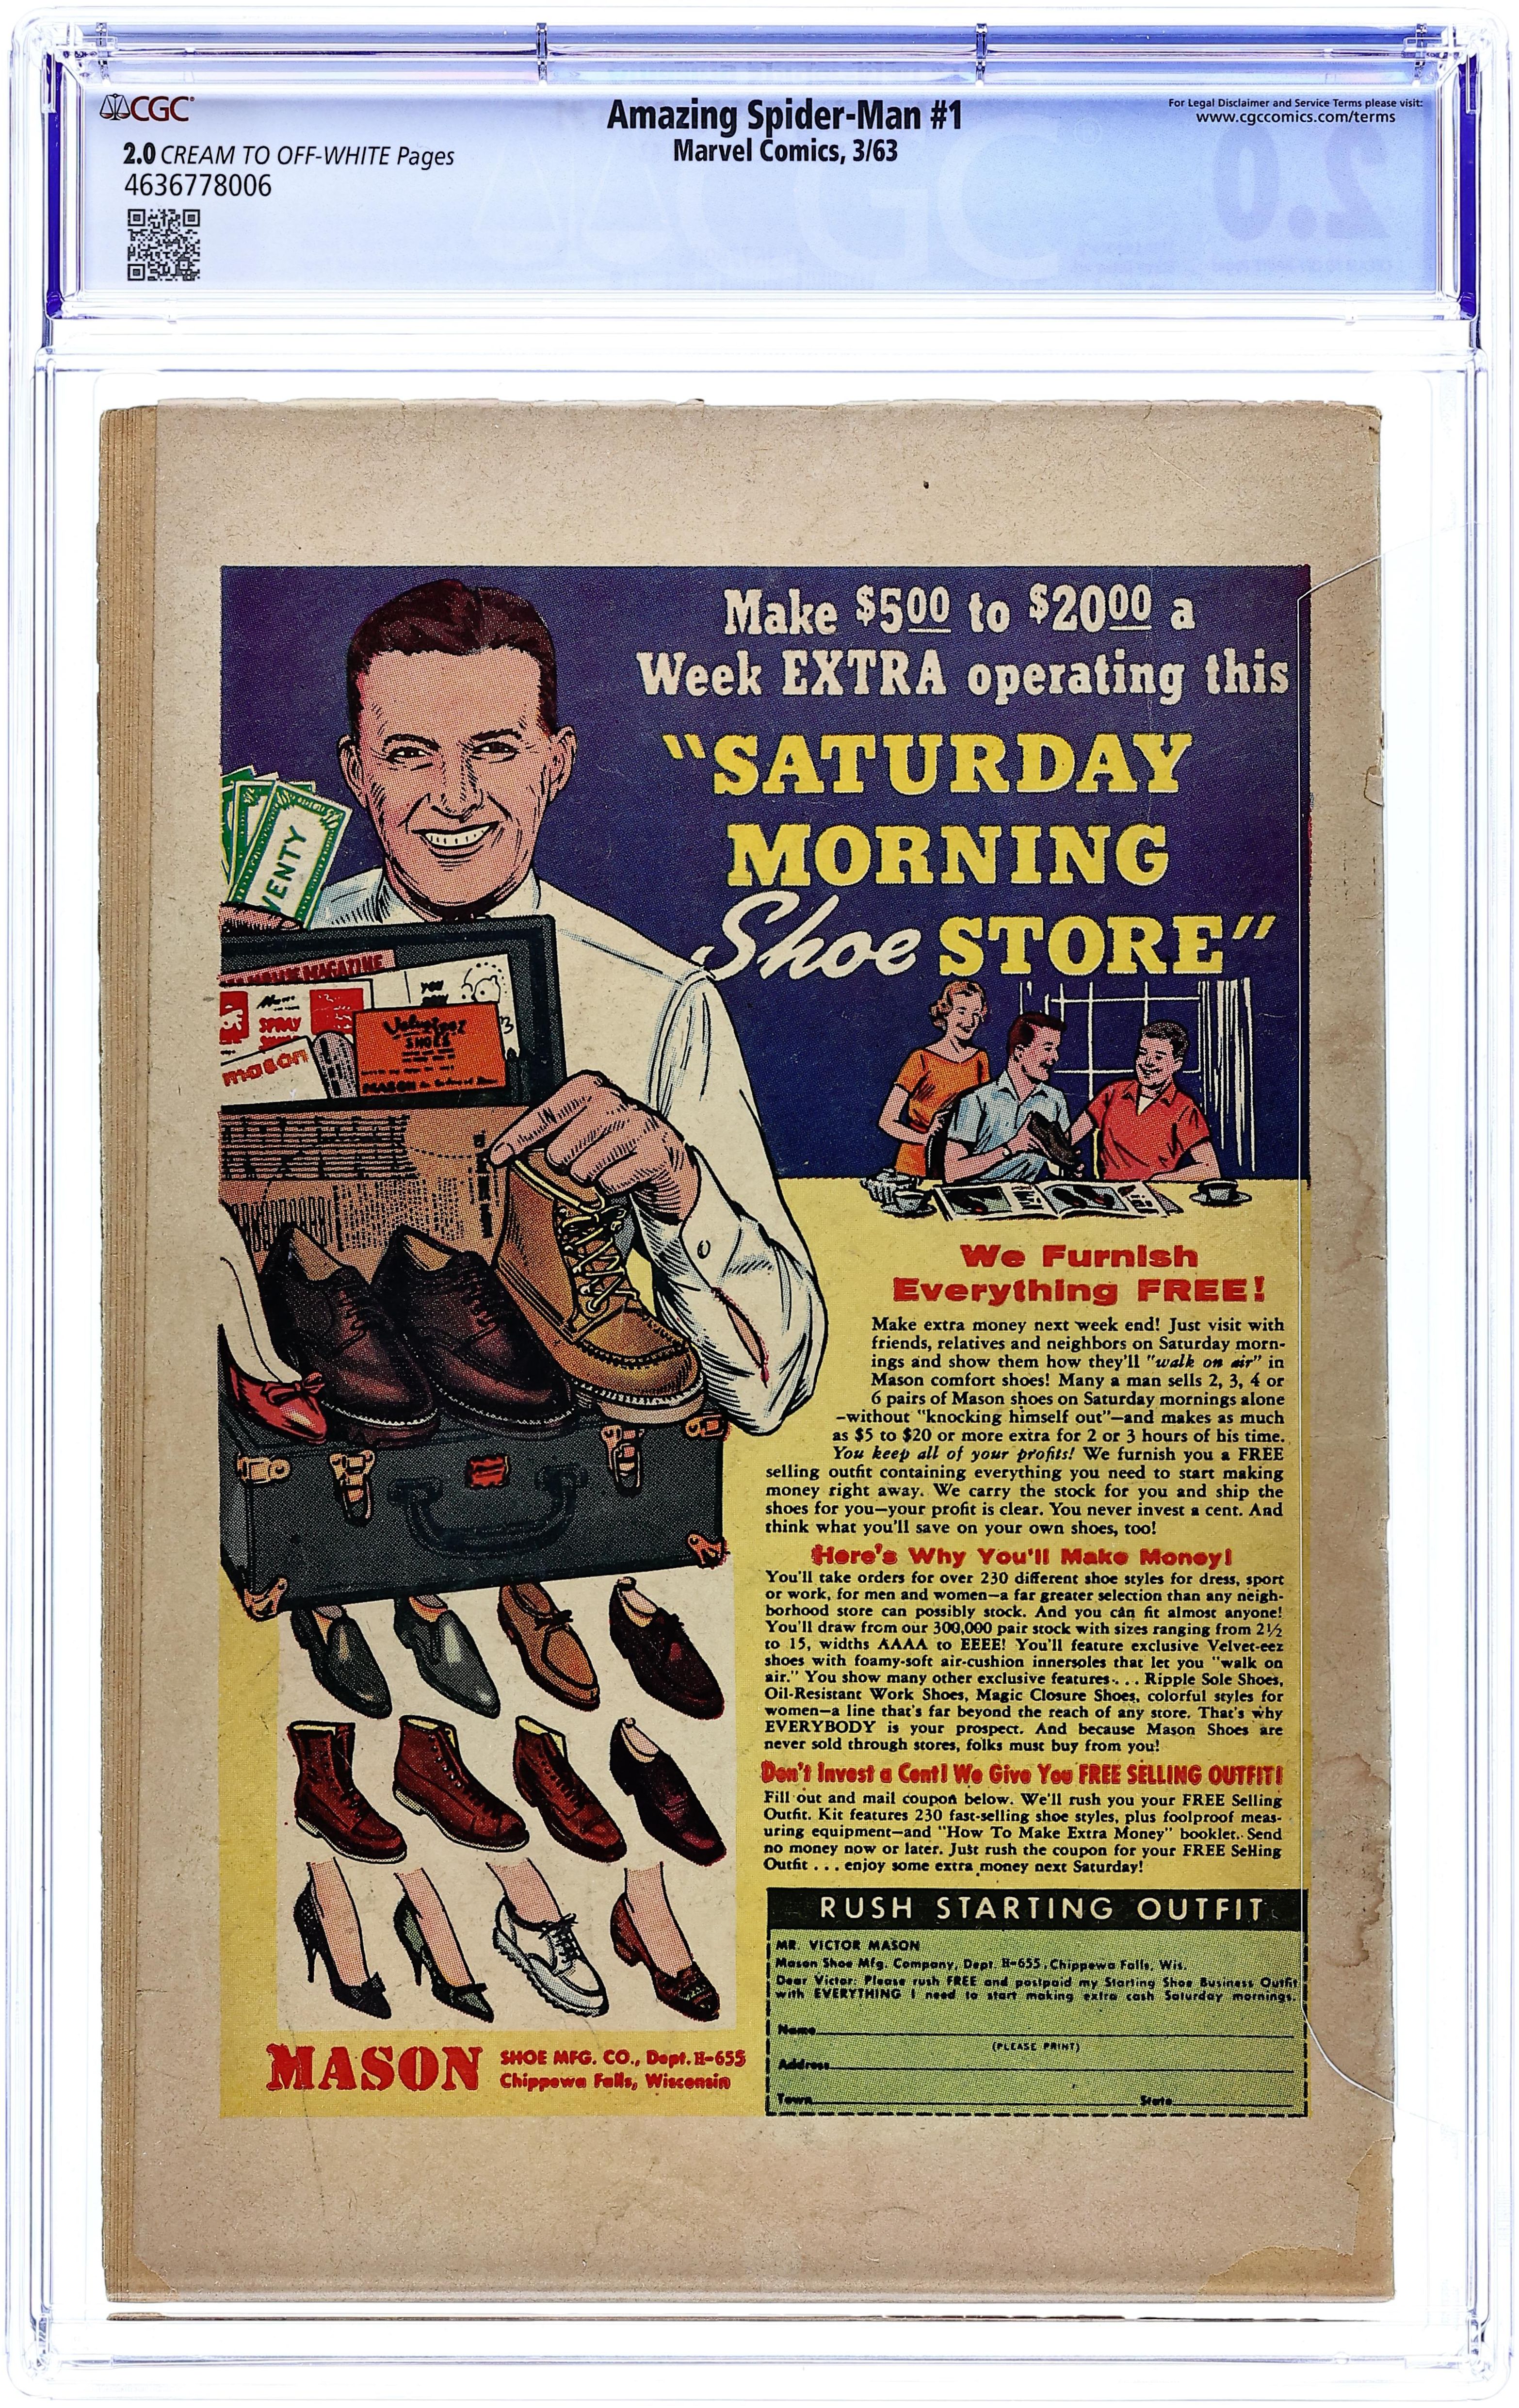 CGC
Amazing Spider-Man #1
For Legal Disclaimer and Service Terms please visit:
www.cgccomics.com/terms
2.0 CREAM TO OFF-WHITE Pages
Marvel Comics, 3/63
4636778006
2.0
Make $5.00 to $20.00 a
Week EXTRA operating this
"SATURDAY
MORNING
Shoe STORE"
VENTY
MAGAZINE
SPRAY
YOU
Velvet-eez
SHOES
MASON
mason
We Furnish
Everything FREE!
Make extra money next week end! Just visit with
friends, relatives and neighbors on Saturday morn-
ings and show them how they'll "walk on air" in
Mason comfort shoes! Many a man sells 2, 3, 4 or
6 pairs of Mason shoes on Saturday mornings alone
—without "knocking himself out"—and makes as much
as $5 to $20 or more extra for 2 or 3 hours of his time.
You keep all of your profits! We furnish you a FREE
selling outfit containing everything you need to start making
money right away. We carry the stock for you and ship the
shoes for you—your profit is clear. You never invest a cent. And
think what you'll save on your own shoes, too!
Here's Why You'll Make Money!
You'll take orders for over 230 different shoe styles for dress, sport
or work, for men and women—a far greater selection than any neigh-
borhood store can possibly stock. And you can fit almost anyone!
You'll draw from our 300,000 pair stock with sizes ranging from 2½
to 15, widths AAAA to EEEE! You'll feature exclusive Velvet-eez
shoes with foamy-soft air-cushion innersoles that let you "walk on
air." You show many other exclusive features . . . Ripple Sole Shoes,
Oil-Resistant Work Shoes, Magic Closure Shoes, colorful styles for
women—a line that's far beyond the reach of any store. That's why
EVERYBODY is your prospect. And because Mason Shoes are
never sold through stores, folks must buy from you!
Don't Invest a Cent! We Give You FREE SELLING OUTFIT!
Fill out and mail coupon below. We'll rush you your FREE Selling
Outfit. Kit features 230 fast-selling shoe styles, plus foolproof meas-
uring equipment—and "How To Make Extra Money" booklet. Send
no money now or later. Just rush the coupon for your FREE Selling
Outfit . . . enjoy some extra money next Saturday!
RUSH STARTING OUTFIT
MR. VICTOR MASON
Mason Shoe Mfg. Company, Dept. H-655, Chippewa Falls, Wis.
Dear Victor: Please rush FREE and postpaid my Starting Shoe Business Outfit
with EVERYTHING I need to start making extra cash Saturday mornings.
Name
(PLEASE PRINT)
Address
Town State
MASON SHOE MFG. CO., Dept. H-655
Chippewa Falls, Wisconsin